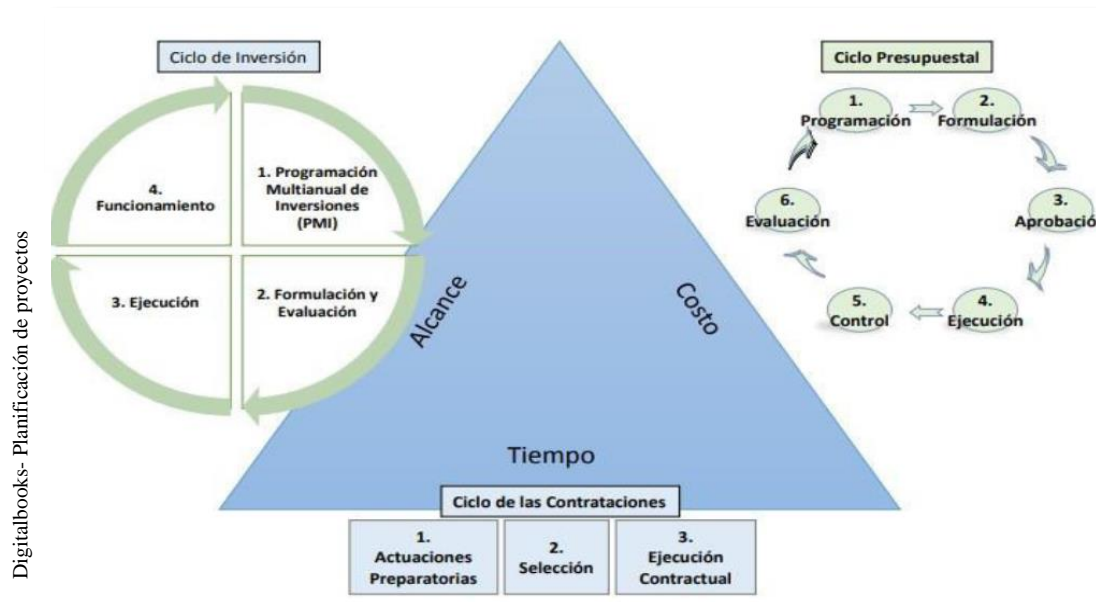 Ciclo de Inversión
1. Programación
Multianual de
Inversiones
(PMI)
2. Formulación y
Evaluación
3. Ejecución
4.
Funcionamiento
Alcance
Costo
Tiempo
Ciclo Presupuestal
1.
Programación
2.
Formulación
3.
Aprobació
4.
Ejecución
5.
Control
6.
Evaluación
Ciclo de las Contrataciones
1.
Actuaciones
Preparatorias
2.
Selección
3.
Ejecución
Contractual
Digitalbooks- Planificación de proyectos